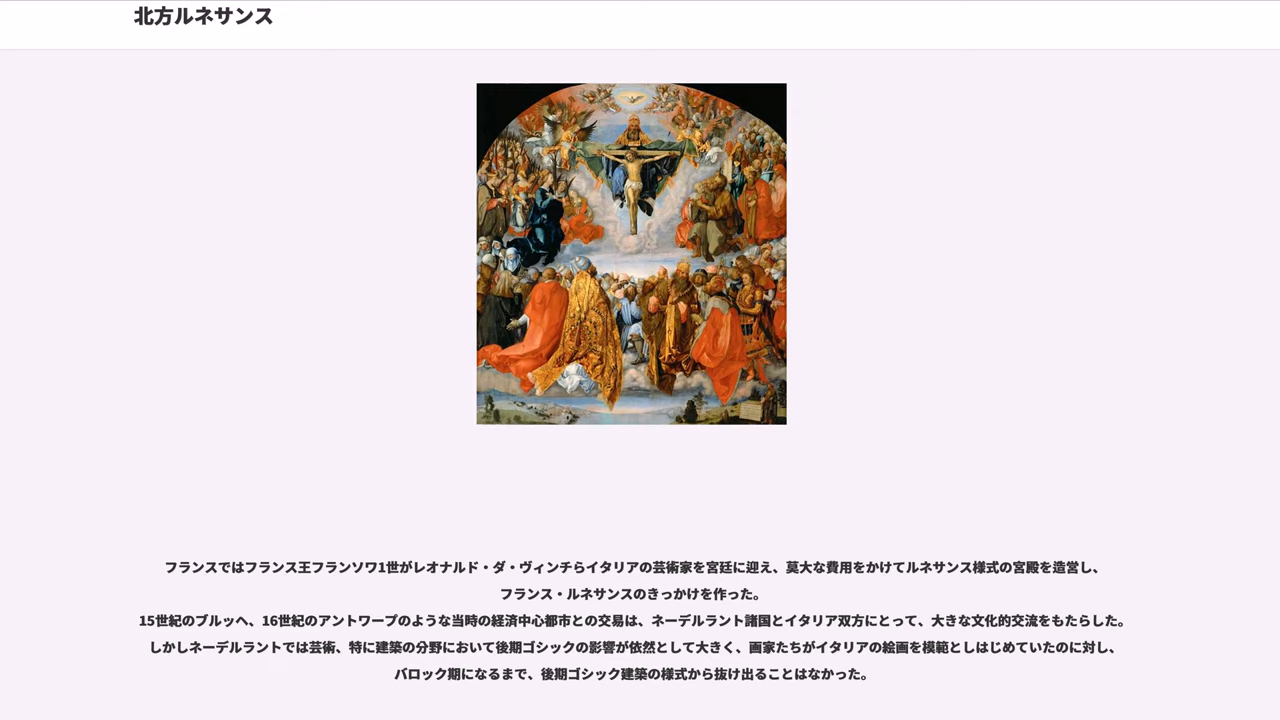 北方ルネサンス
フランスではフランス王フランソワ1世がレオナルド・ダ・ヴィンチらイタリアの芸術家を宮廷に迎え、莫大な費用をかけてルネサンス様式の宮殿を造営し、
フランス・ルネサンスのきっかけを作った。
15世紀のブルッヘ、16世紀のアントワープのような当時の経済中心都市との交易は、ネーデルラント諸国とイタリア双方にとって、大きな文化的交流をもたらした。
しかしネーデルラントでは芸術、特に建築の分野において後期ゴシックの影響が依然として大きく、画家たちがイタリアの絵画を模範としはじめていたのに対し、
バロック期になるまで、後期ゴシック建築の様式から抜け出ることはなかった。